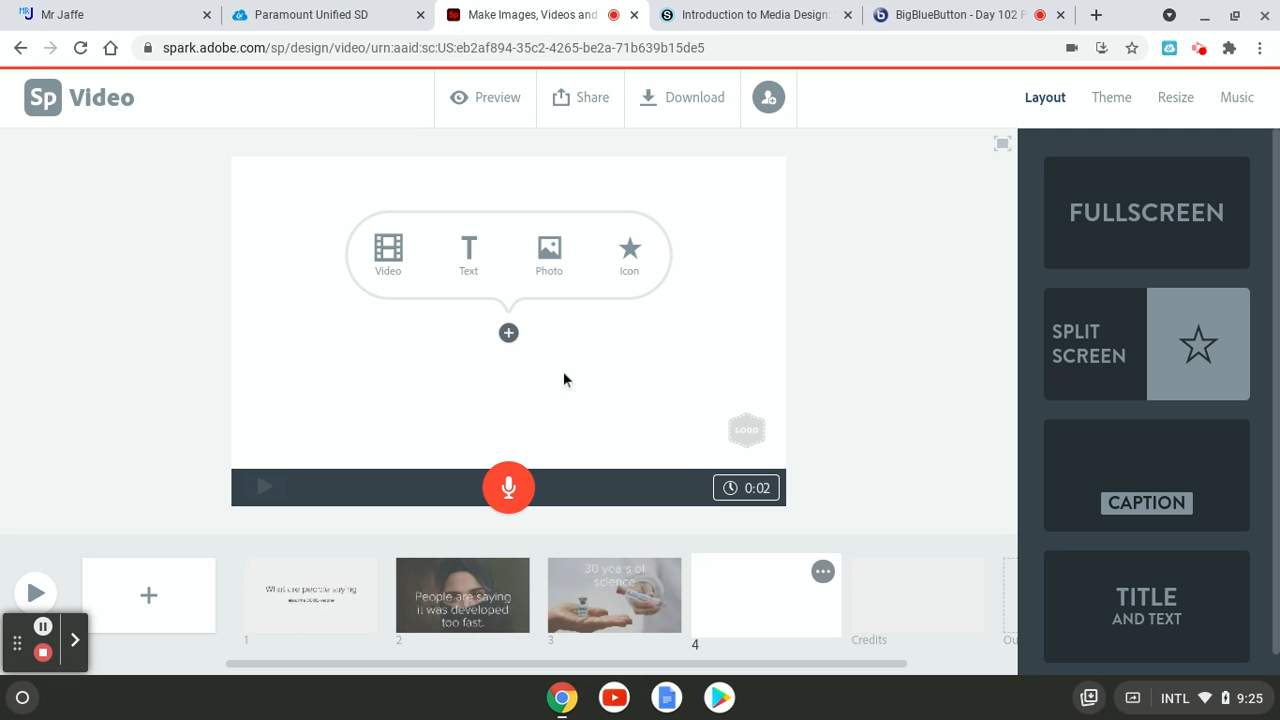 Mr Jaffe
Paramount Unified SD
Make Images, Videos and
Introduction to Media Design:
BigBlueButton - Day 102 P
spark.adobe.com/sp/design/video/urn:aaid:sc:US:eb2af894-35c2-4265-be2a-71b639b15de5
Sp Video
Preview
Share
Download
Layout
Theme
Resize
Music
Video
Text
Photo
Icon
LOGO
0:02
FULLSCREEN
SPLIT
SCREEN
CAPTION
TITLE
AND TEXT
What are people saying
People are saying
it was developed
too fast.
30 years of
science
1
2
3
4
Credits
Ou
INTL
9:25